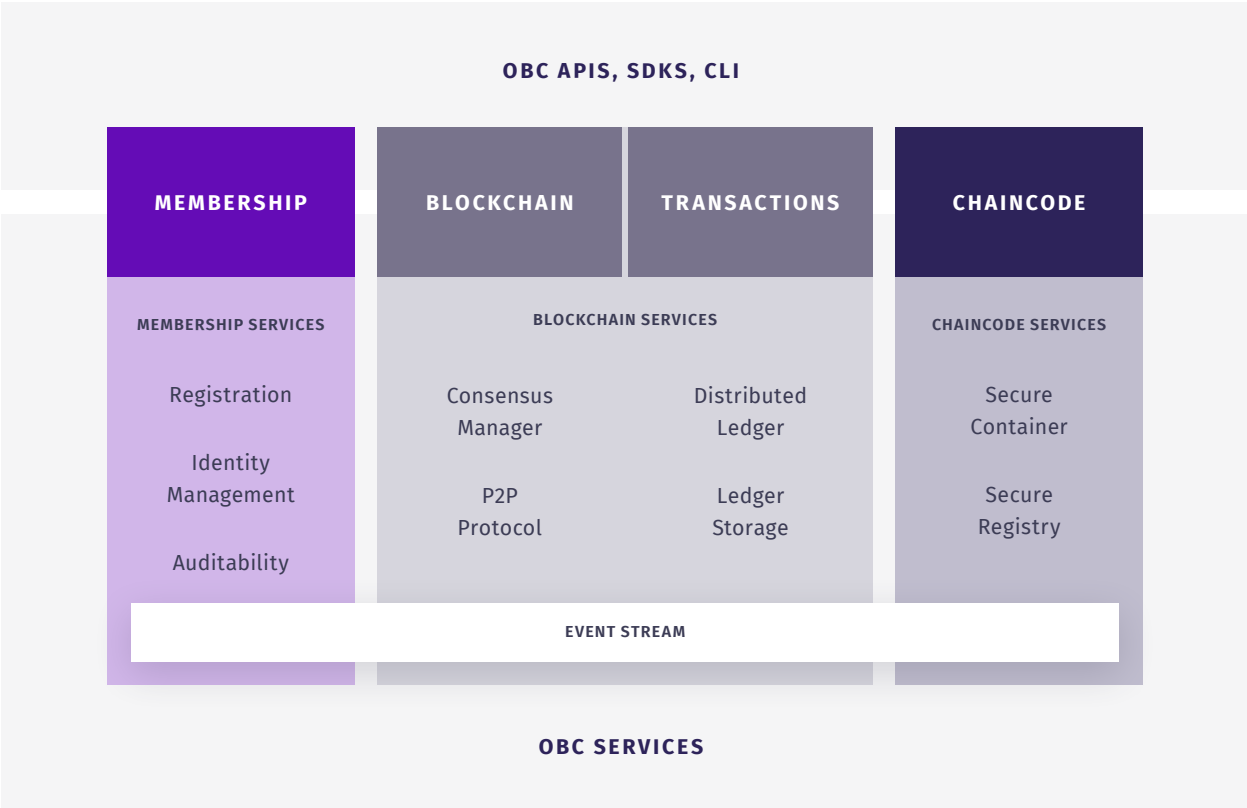 OBC APIS, SDKS, CLI
MEMBERSHIP
BLOCKCHAIN
TRANSACTIONS
CHAINCODE
MEMBERSHIP SERVICES
Registration
Identity
Management
Auditability
BLOCKCHAIN SERVICES
Consensus
Manager
P2P
Protocol
Distributed
Ledger
Ledger
Storage
CHAINCODE SERVICES
Secure
Container
Secure
Registry
EVENT STREAM
OBC SERVICES